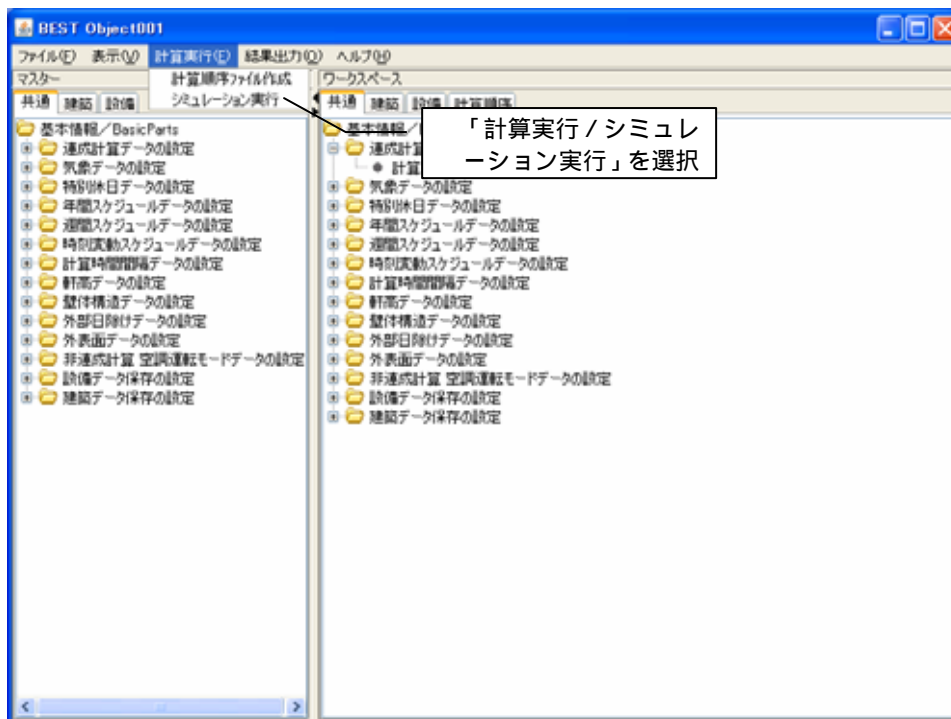 BEST Object001
ファイル(F) 表示(V) 計算実行(E) 結果出力(O) ヘルプ(H)
計算順序ファイル作成
シミュレーション実行
マスター
共通 建築 設備
基本情報／BasicParts
連成計算データの設定
気象データの設定
特別休日データの設定
年間スケジュールデータの設定
週間スケジュールデータの設定
時刻変動スケジュールデータの設定
計算時間間隔データの設定
軒高データの設定
壁体構造データの設定
外部日除けデータの設定
外表面データの設定
非連成計算 空調運転モードデータの設定
設備データ保存の設定
建築データ保存の設定
ワークスペース
共通 建築 設備 計算順序
「計算実行/シミュレ
ーション実行」を選択
基本情報／
連成計算
計算
気象データの設定
特別休日データの設定
年間スケジュールデータの設定
週間スケジュールデータの設定
時刻変動スケジュールデータの設定
計算時間間隔データの設定
軒高データの設定
壁体構造データの設定
外部日除けデータの設定
外表面データの設定
非連成計算 空調運転モードデータの設定
設備データ保存の設定
建築データ保存の設定